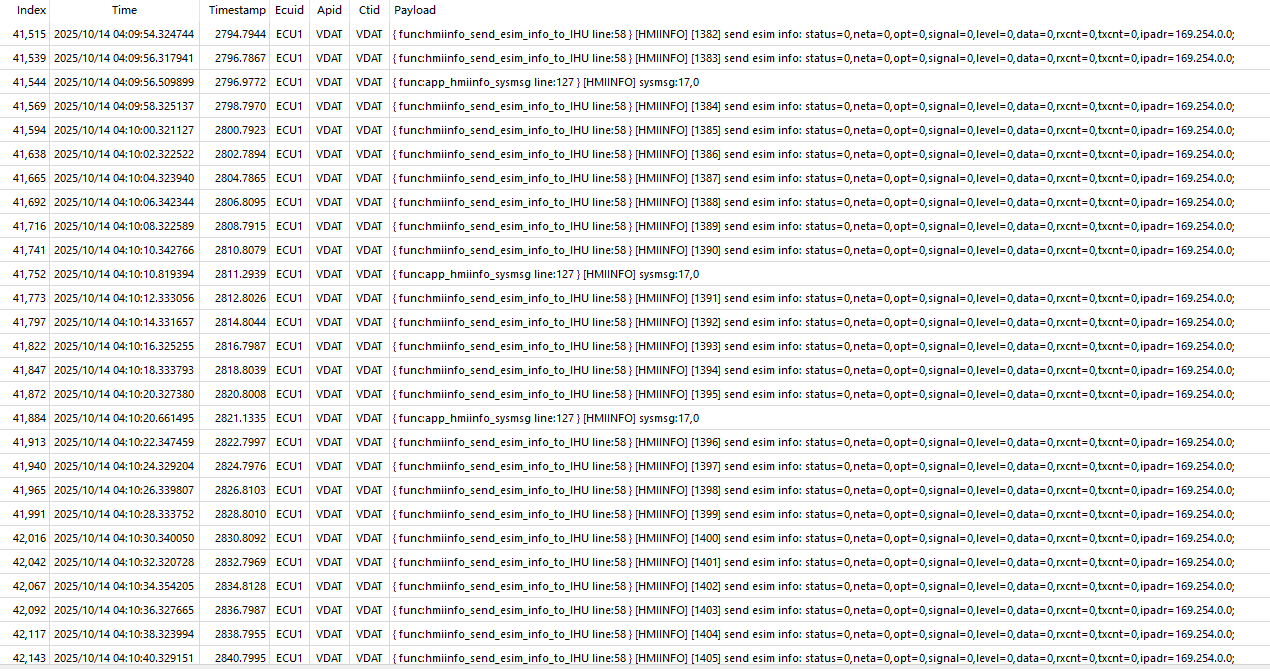 Index Time Timestamp Ecuid Apid Ctid Payload
41,515 2025/10/14 04:09:54.324744 2794.7944 ECU1 VDAT VDAT { func:hmiinfo_send_esim_info_to_IHU line:58 } [HMIINFO] [1382] send esim info: status=0,neta=0,opt=0,signal=0,level=0,data=0,rxcnt=0,txcnt=0,ipadr=169.254.0.0;
41,539 2025/10/14 04:09:56.317941 2796.7867 ECU1 VDAT VDAT { func:hmiinfo_send_esim_info_to_IHU line:58 } [HMIINFO] [1383] send esim info: status=0,neta=0,opt=0,signal=0,level=0,data=0,rxcnt=0,txcnt=0,ipadr=169.254.0.0;
41,544 2025/10/14 04:09:56.509899 2796.9772 ECU1 VDAT VDAT { func:app_hmiinfo_sysmsg line:127 } [HMIINFO] sysmsg:17,0
41,569 2025/10/14 04:09:58.325137 2798.7970 ECU1 VDAT VDAT { func:hmiinfo_send_esim_info_to_IHU line:58 } [HMIINFO] [1384] send esim info: status=0,neta=0,opt=0,signal=0,level=0,data=0,rxcnt=0,txcnt=0,ipadr=169.254.0.0;
41,594 2025/10/14 04:10:00.321127 2800.7923 ECU1 VDAT VDAT { func:hmiinfo_send_esim_info_to_IHU line:58 } [HMIINFO] [1385] send esim info: status=0,neta=0,opt=0,signal=0,level=0,data=0,rxcnt=0,txcnt=0,ipadr=169.254.0.0;
41,638 2025/10/14 04:10:02.322522 2802.7894 ECU1 VDAT VDAT { func:hmiinfo_send_esim_info_to_IHU line:58 } [HMIINFO] [1386] send esim info: status=0,neta=0,opt=0,signal=0,level=0,data=0,rxcnt=0,txcnt=0,ipadr=169.254.0.0;
41,665 2025/10/14 04:10:04.323940 2804.7865 ECU1 VDAT VDAT { func:hmiinfo_send_esim_info_to_IHU line:58 } [HMIINFO] [1387] send esim info: status=0,neta=0,opt=0,signal=0,level=0,data=0,rxcnt=0,txcnt=0,ipadr=169.254.0.0;
41,692 2025/10/14 04:10:06.342344 2806.8095 ECU1 VDAT VDAT { func:hmiinfo_send_esim_info_to_IHU line:58 } [HMIINFO] [1388] send esim info: status=0,neta=0,opt=0,signal=0,level=0,data=0,rxcnt=0,txcnt=0,ipadr=169.254.0.0;
41,716 2025/10/14 04:10:08.322589 2808.7915 ECU1 VDAT VDAT { func:hmiinfo_send_esim_info_to_IHU line:58 } [HMIINFO] [1389] send esim info: status=0,neta=0,opt=0,signal=0,level=0,data=0,rxcnt=0,txcnt=0,ipadr=169.254.0.0;
41,741 2025/10/14 04:10:10.342766 2810.8079 ECU1 VDAT VDAT { func:hmiinfo_send_esim_info_to_IHU line:58 } [HMIINFO] [1390] send esim info: status=0,neta=0,opt=0,signal=0,level=0,data=0,rxcnt=0,txcnt=0,ipadr=169.254.0.0;
41,752 2025/10/14 04:10:10.819394 2811.2939 ECU1 VDAT VDAT { func:app_hmiinfo_sysmsg line:127 } [HMIINFO] sysmsg:17,0
41,773 2025/10/14 04:10:12.333056 2812.8026 ECU1 VDAT VDAT { func:hmiinfo_send_esim_info_to_IHU line:58 } [HMIINFO] [1391] send esim info: status=0,neta=0,opt=0,signal=0,level=0,data=0,rxcnt=0,txcnt=0,ipadr=169.254.0.0;
41,797 2025/10/14 04:10:14.331657 2814.8044 ECU1 VDAT VDAT { func:hmiinfo_send_esim_info_to_IHU line:58 } [HMIINFO] [1392] send esim info: status=0,neta=0,opt=0,signal=0,level=0,data=0,rxcnt=0,txcnt=0,ipadr=169.254.0.0;
41,822 2025/10/14 04:10:16.325255 2816.7987 ECU1 VDAT VDAT { func:hmiinfo_send_esim_info_to_IHU line:58 } [HMIINFO] [1393] send esim info: status=0,neta=0,opt=0,signal=0,level=0,data=0,rxcnt=0,txcnt=0,ipadr=169.254.0.0;
41,847 2025/10/14 04:10:18.333793 2818.8039 ECU1 VDAT VDAT { func:hmiinfo_send_esim_info_to_IHU line:58 } [HMIINFO] [1394] send esim info: status=0,neta=0,opt=0,signal=0,level=0,data=0,rxcnt=0,txcnt=0,ipadr=169.254.0.0;
41,872 2025/10/14 04:10:20.327380 2820.8008 ECU1 VDAT VDAT { func:hmiinfo_send_esim_info_to_IHU line:58 } [HMIINFO] [1395] send esim info: status=0,neta=0,opt=0,signal=0,level=0,data=0,rxcnt=0,txcnt=0,ipadr=169.254.0.0;
41,884 2025/10/14 04:10:20.661495 2821.1335 ECU1 VDAT VDAT { func:app_hmiinfo_sysmsg line:127 } [HMIINFO] sysmsg:17,0
41,913 2025/10/14 04:10:22.347459 2822.7997 ECU1 VDAT VDAT { func:hmiinfo_send_esim_info_to_IHU line:58 } [HMIINFO] [1396] send esim info: status=0,neta=0,opt=0,signal=0,level=0,data=0,rxcnt=0,txcnt=0,ipadr=169.254.0.0;
41,940 2025/10/14 04:10:24.329204 2824.7976 ECU1 VDAT VDAT { func:hmiinfo_send_esim_info_to_IHU line:58 } [HMIINFO] [1397] send esim info: status=0,neta=0,opt=0,signal=0,level=0,data=0,rxcnt=0,txcnt=0,ipadr=169.254.0.0;
41,965 2025/10/14 04:10:26.339807 2826.8103 ECU1 VDAT VDAT { func:hmiinfo_send_esim_info_to_IHU line:58 } [HMIINFO] [1398] send esim info: status=0,neta=0,opt=0,signal=0,level=0,data=0,rxcnt=0,txcnt=0,ipadr=169.254.0.0;
41,991 2025/10/14 04:10:28.333752 2828.8010 ECU1 VDAT VDAT { func:hmiinfo_send_esim_info_to_IHU line:58 } [HMIINFO] [1399] send esim info: status=0,neta=0,opt=0,signal=0,level=0,data=0,rxcnt=0,txcnt=0,ipadr=169.254.0.0;
42,016 2025/10/14 04:10:30.340050 2830.8092 ECU1 VDAT VDAT { func:hmiinfo_send_esim_info_to_IHU line:58 } [HMIINFO] [1400] send esim info: status=0,neta=0,opt=0,signal=0,level=0,data=0,rxcnt=0,txcnt=0,ipadr=169.254.0.0;
42,042 2025/10/14 04:10:32.320728 2832.7969 ECU1 VDAT VDAT { func:hmiinfo_send_esim_info_to_IHU line:58 } [HMIINFO] [1401] send esim info: status=0,neta=0,opt=0,signal=0,level=0,data=0,rxcnt=0,txcnt=0,ipadr=169.254.0.0;
42,067 2025/10/14 04:10:34.354205 2834.8128 ECU1 VDAT VDAT { func:hmiinfo_send_esim_info_to_IHU line:58 } [HMIINFO] [1402] send esim info: status=0,neta=0,opt=0,signal=0,level=0,data=0,rxcnt=0,txcnt=0,ipadr=169.254.0.0;
42,092 2025/10/14 04:10:36.327665 2836.7987 ECU1 VDAT VDAT { func:hmiinfo_send_esim_info_to_IHU line:58 } [HMIINFO] [1403] send esim info: status=0,neta=0,opt=0,signal=0,level=0,data=0,rxcnt=0,txcnt=0,ipadr=169.254.0.0;
42,117 2025/10/14 04:10:38.323994 2838.7955 ECU1 VDAT VDAT { func:hmiinfo_send_esim_info_to_IHU line:58 } [HMIINFO] [1404] send esim info: status=0,neta=0,opt=0,signal=0,level=0,data=0,rxcnt=0,txcnt=0,ipadr=169.254.0.0;
42,143 2025/10/14 04:10:40.329151 2840.7995 ECU1 VDAT VDAT { func:hmiinfo_send_esim_info_to_IHU line:58 } [HMIINFO] [1405] send esim info: status=0,neta=0,opt=0,signal=0,level=0,data=0,rxcnt=0,txcnt=0,ipadr=169.254.0.0;